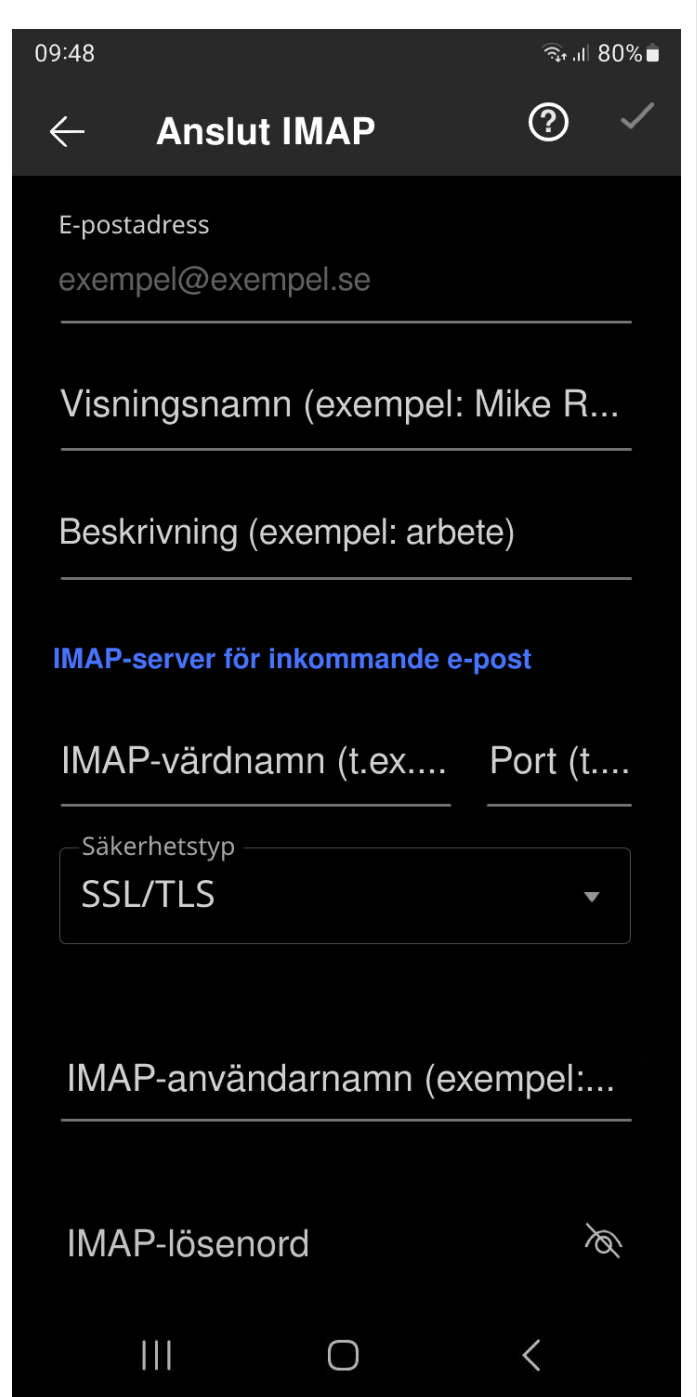 09:48 80%
Anslut IMAP
E-postadress
exempel@exempel.se
Visningsnamn (exempel: Mike R...
Beskrivning (exempel: arbete)
IMAP-server för inkommande e-post
IMAP-värdnamn (t.ex.... Port (t....
Säkerhetstyp
SSL/TLS
IMAP-användarnamn (exempel:...
IMAP-lösenord